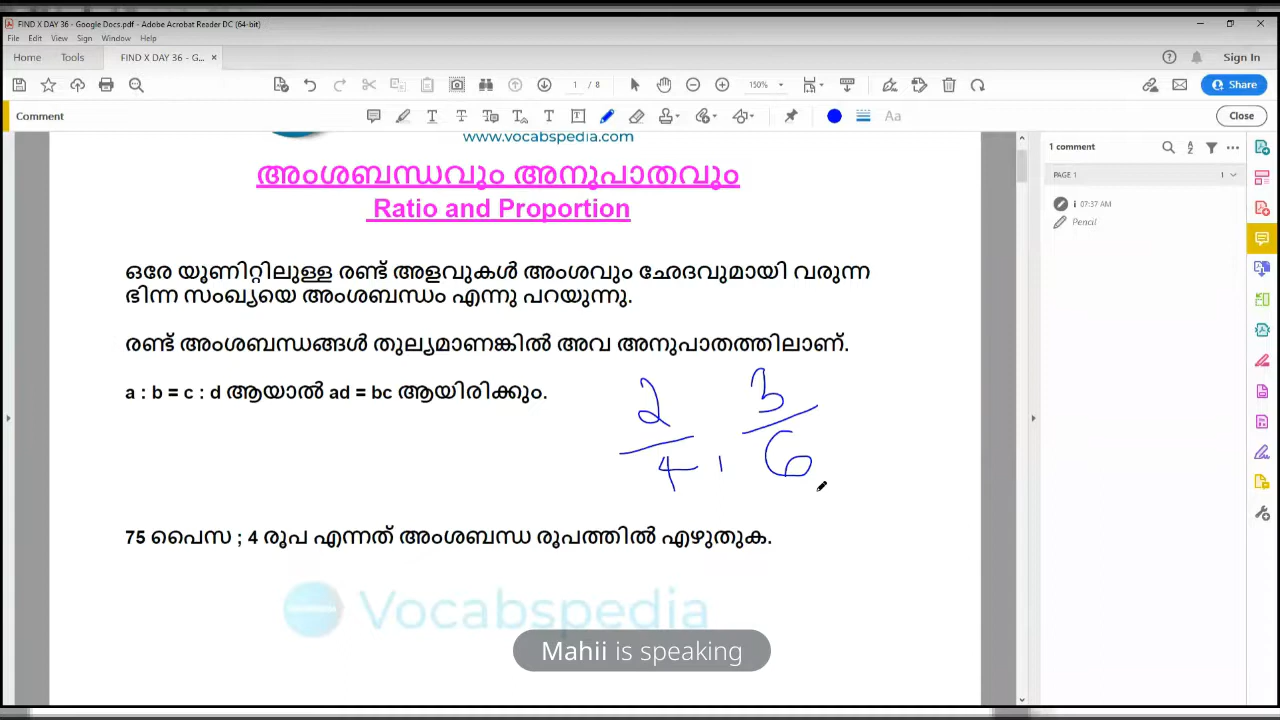 FIND X DAY 36 - Google Docs.pdf - Adobe Acrobat Reader DC (64-bit)
File Edit View Sign Window Help
Home Tools FIND X DAY 36 - G... × Sign In
1 / 8 150% Share
Comment Aa Close
www.vocabspedia.com
1 comment
അംശബന്ധവും അനുപാതവും
PAGE 1 1
Ratio and Proportion
i 07:37 AM
Pencil
ഒരേ യൂണിറ്റിലുള്ള രണ്ട് അളവുകൾ അംശവും ഛേദവുമായി വരുന്ന
ഭിന്ന സംഖ്യയെ അംശബന്ധം എന്നു പറയുന്നു.
രണ്ട് അംശബന്ധങ്ങൾ തുല്യമാണങ്കിൽ അവ അനുപാതത്തിലാണ്.
a : b = c : d ആയാൽ ad = bc ആയിരിക്കും.
2 3
4 , 6
75 പൈസ ; 4 രൂപ എന്നത് അംശബന്ധ രൂപത്തിൽ എഴുതുക.
Vocabspedia
Mahii is speaking